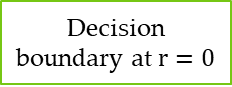 Decision
boundary at r = 0